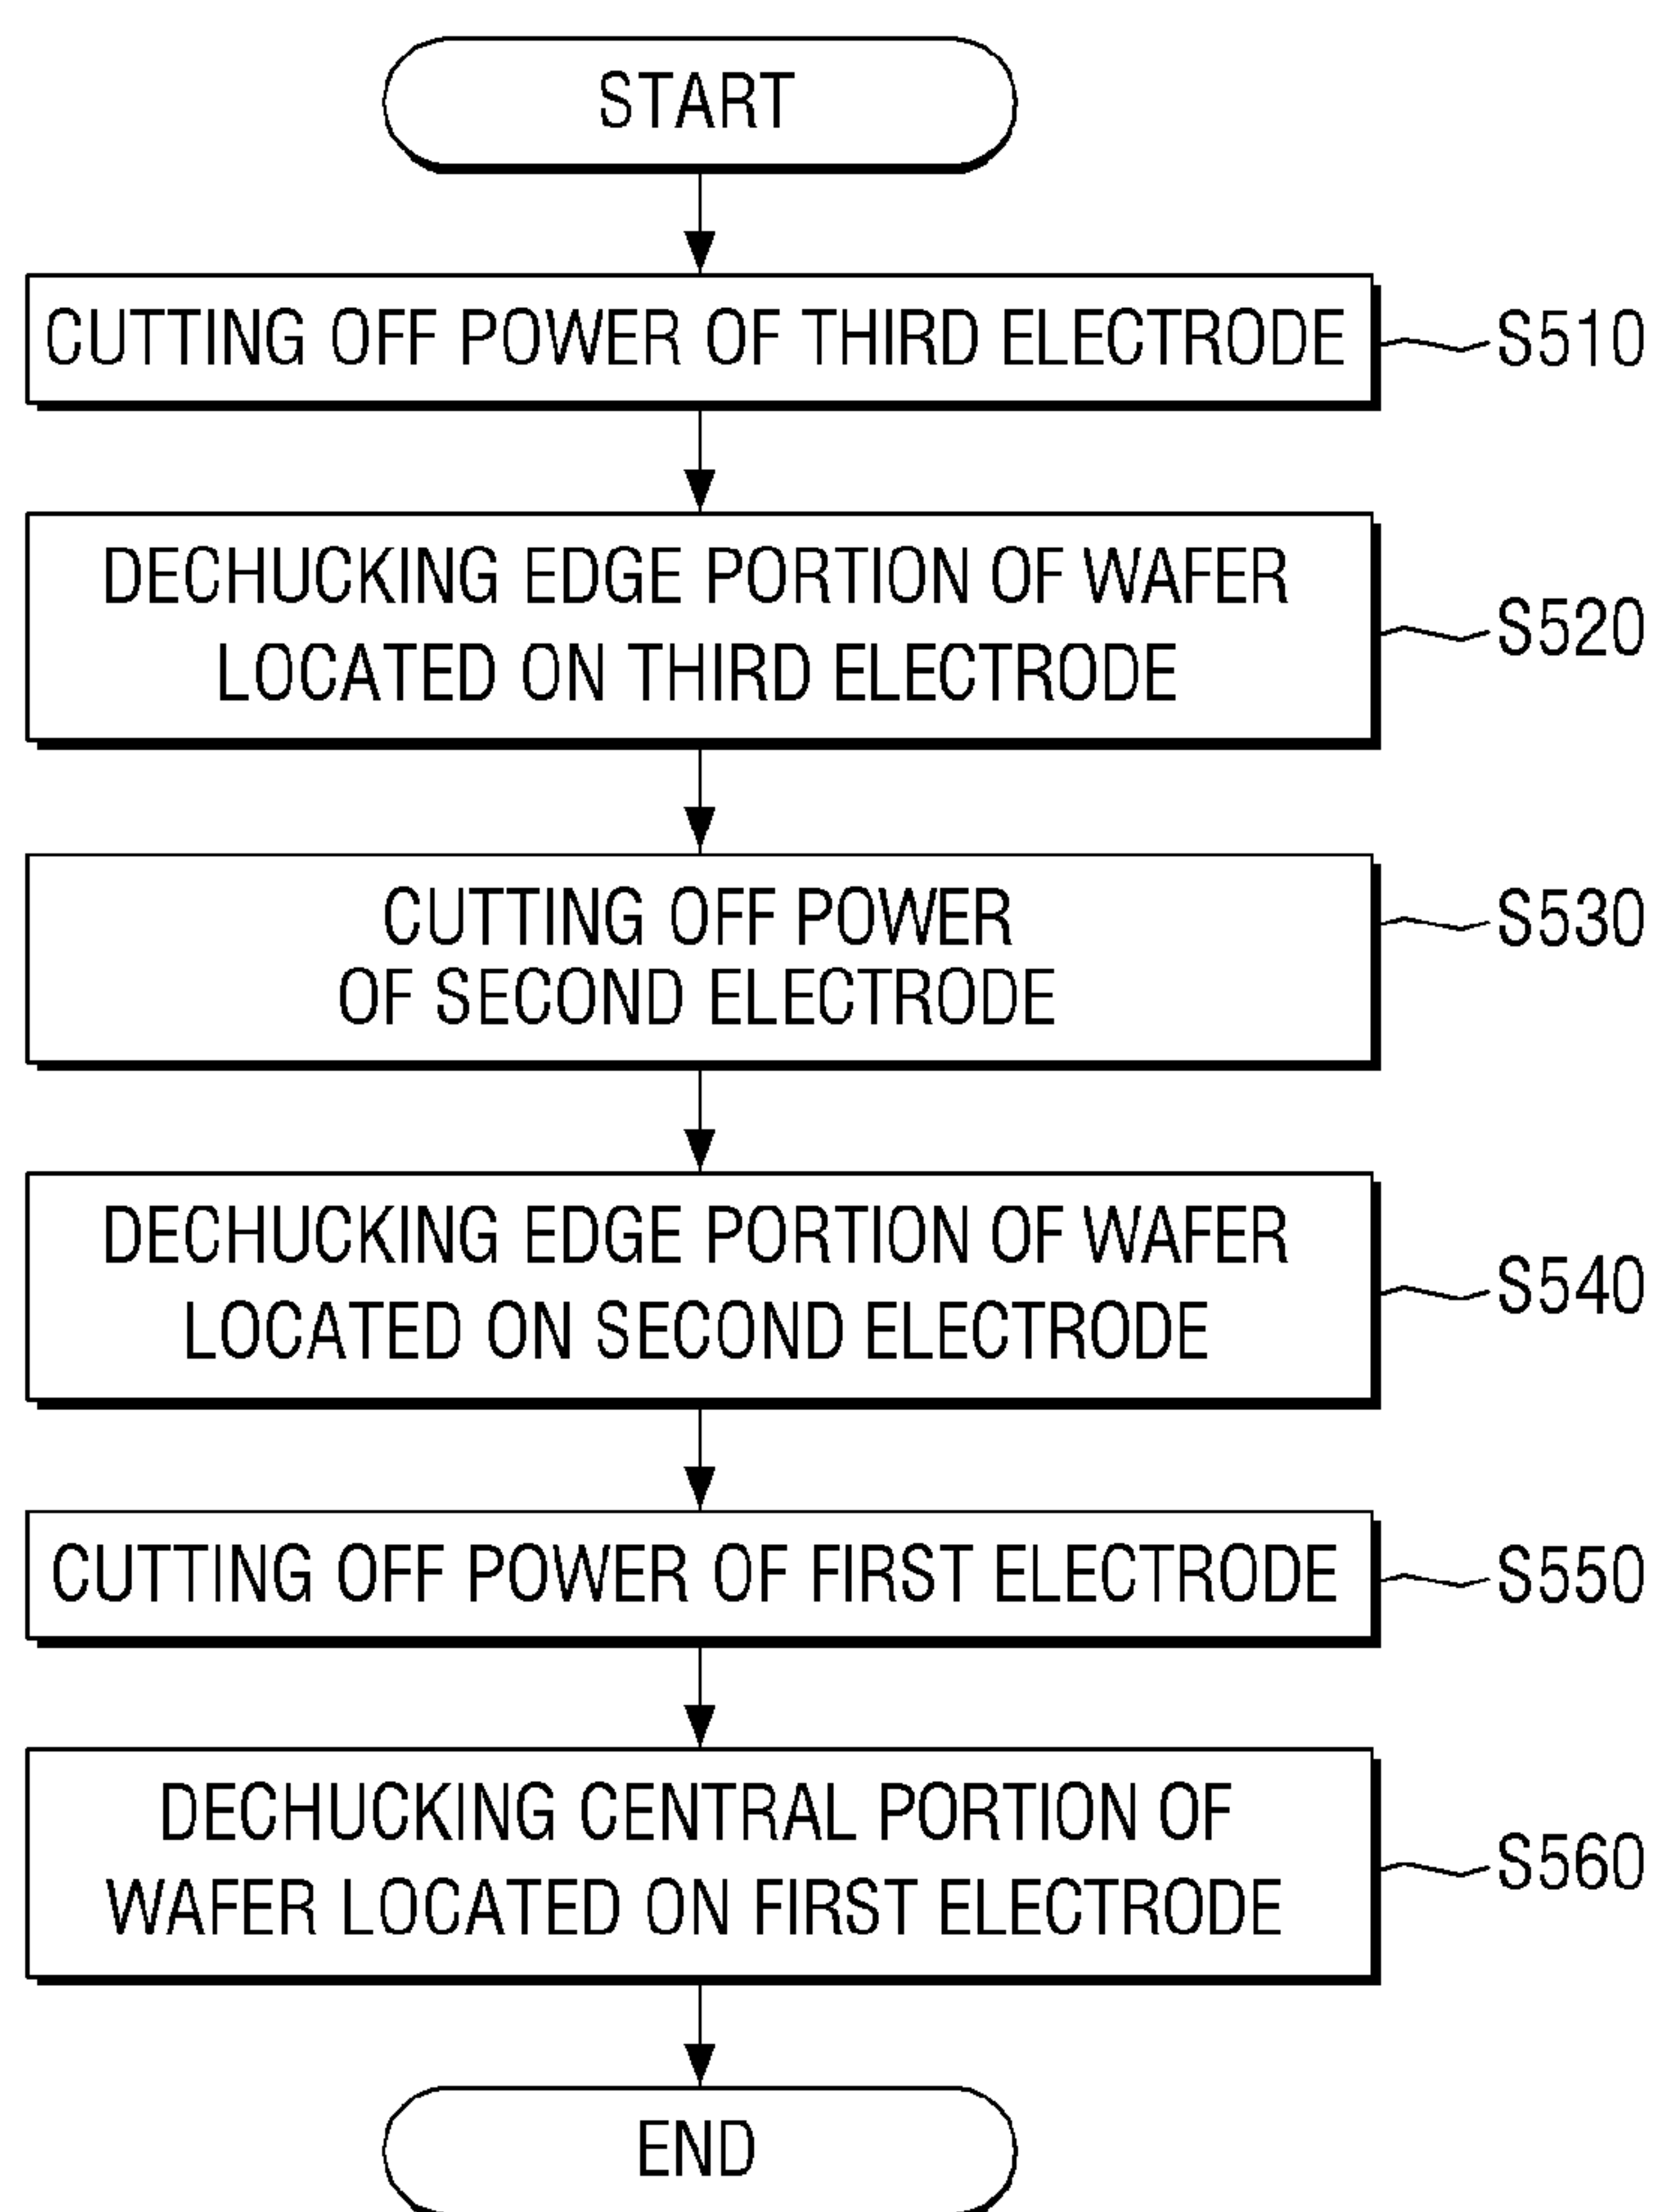 START
CUTTING OFF POWER OF THIRD ELECTRODE
S510
DECHUCKING EDGE PORTION OF WAFER
LOCATED ON THIRD ELECTRODE
S520
CUTTING OFF POWER
OF SECOND ELECTRODE
S530
DECHUCKING EDGE PORTION OF WAFER
LOCATED ON SECOND ELECTRODE
S540
CUTTING OFF POWER OF FIRST ELECTRODE
S550
DECHUCKING CENTRAL PORTION OF
WAFER LOCATED ON FIRST ELECTRODE
S560
END